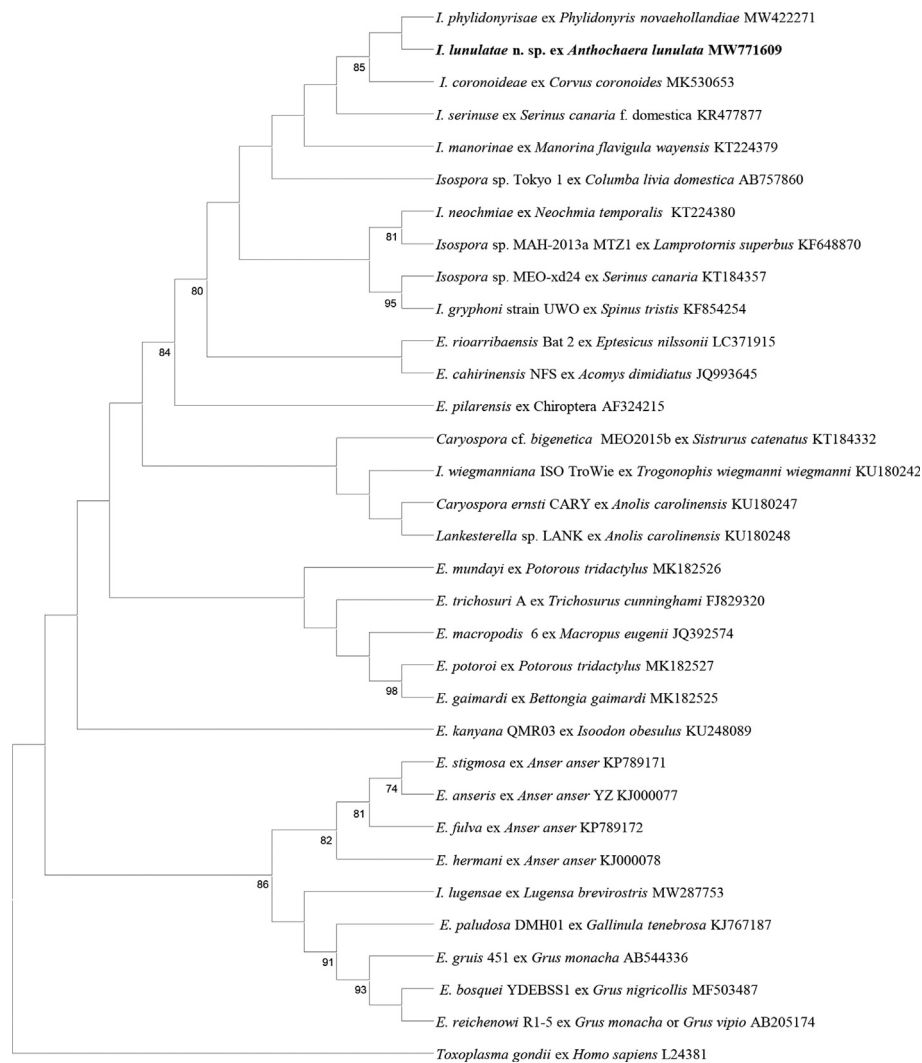 I. phylidonyrisae ex Phylidonyris novaehollandiae MW422271
I. lunulatae n. sp. ex Anthochaera lunulata MW771609
85
I. coronoideae ex Corvus coronoides MK530653
I. serinuse ex Serinus canaria f. domestica KR477877
I. manorinae ex Manorina flavigula wayensis KT224379
Isospora sp. Tokyo 1 ex Columba livia domestica AB757860
I. neochmiae ex Neochmia temporalis KT224380
81
Isospora sp. MAH-2013a MTZ1 ex Lamprotornis superbus KF648870
Isospora sp. MEO-xd24 ex Serinus canaria KT184357
80
95
I. gryphoni strain UWO ex Spinus tristis KF854254
E. rioarribaensis Bat 2 ex Eptesicus nilssonii LC371915
84
E. cahirinensis NFS ex Acomys dimidiatus JQ993645
E. pilarensis ex Chiroptera AF324215
Caryospora cf. bigenetica MEO2015b ex Sistrurus catenatus KT184332
I. wiegmanniana ISO TroWie ex Trogonophis wiegmanni wiegmanni KU180242
Caryospora ernsti CARY ex Anolis carolinensis KU180247
Lankesterella sp. LANK ex Anolis carolinensis KU180248
E. mundayi ex Potorous tridactylus MK182526
E. trichosuri A ex Trichosurus cunninghami FJ829320
E. macropodis 6 ex Macropus eugenii JQ392574
E. potoroi ex Potorous tridactylus MK182527
98
E. gaimardi ex Bettongia gaimardi MK182525
E. kanyana QMR03 ex Isoodon obesulus KU248089
E. stigmosa ex Anser anser KP789171
74
E. anseris ex Anser anser YZ KJ000077
81
E. fulva ex Anser anser KP789172
82
E. hermani ex Anser anser KJ000078
86
I. lugensae ex Lugensa brevirostris MW287753
E. paludosa DMH01 ex Gallinula tenebrosa KJ767187
91
E. gruis 451 ex Grus monacha AB544336
93
E. bosquei YDEBSS1 ex Grus nigricollis MF503487
E. reichenowi R1-5 ex Grus monacha or Grus vipio AB205174
Toxoplasma gondii ex Homo sapiens L24381